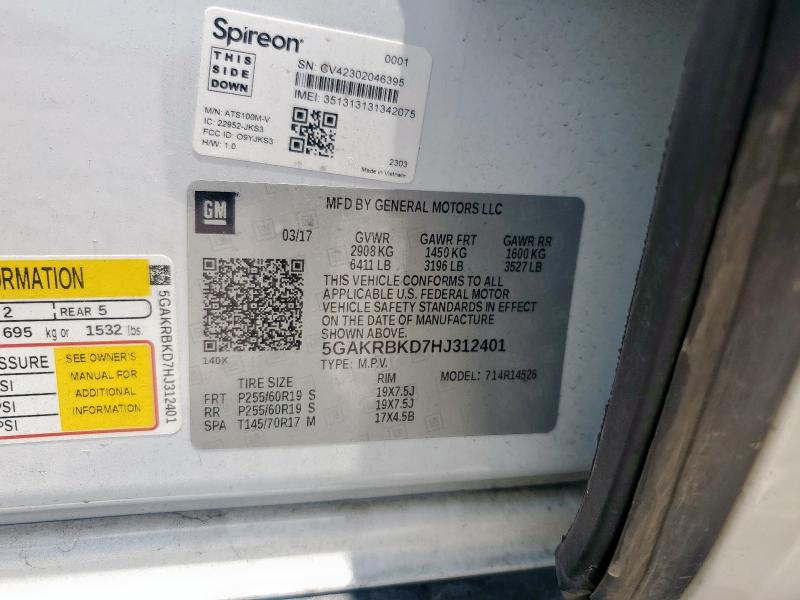 Spireon
0001
THIS
SIDE
DOWN
SN: CV42302046395
IMEI: 351313131342075
M/N: ATS100M-V
IC: 22952-JKS3
FCC ID: O9YJKS3
H/W: 1.0
2303
Made in Vietnam
GM
MFD BY GENERAL MOTORS LLC
03/17 GVWR GAWR FRT GAWR RR
2908 KG 1450 KG 1600 KG
6411 LB 3196 LB 3527 LB
THIS VEHICLE CONFORMS TO ALL
APPLICABLE U.S. FEDERAL MOTOR
VEHICLE SAFETY STANDARDS IN EFFECT
ON THE DATE OF MANUFACTURE
SHOWN ABOVE.
140X
5GAKRBKD7HJ312401
TYPE: M.P.V. MODEL: 714R14526
TIRE SIZE RIM
FRT P255/60R19 S 19X7.5J
RR P255/60R19 S 19X7.5J
SPA T145/70R17 M 17X4.5B
ORMATION
2 REAR 5
695 kg or 1532 lbs.
SSURE
SI
PSI
PSI
SEE OWNER'S
MANUAL FOR
ADDITIONAL
INFORMATION
5GAKRBKD7HJ312401